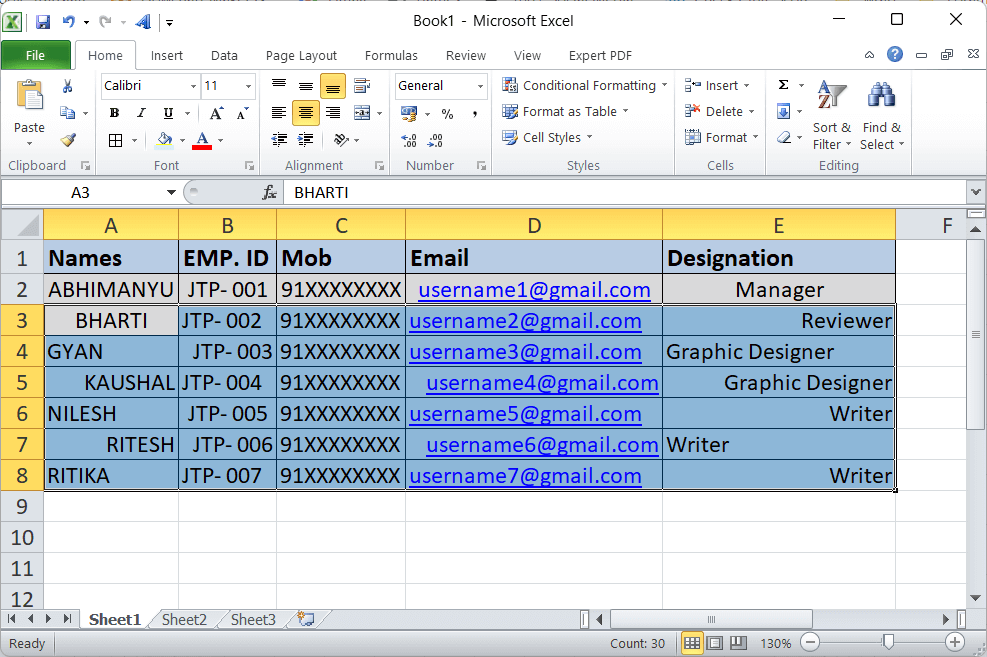 Book1 - Microsoft Excel
File Home Insert Data Page Layout Formulas Review View Expert PDF
Calibri 11 General Conditional Formatting Insert Σ
Paste B I U A A % , Format as Table Delete Sort & Find &
A Cell Styles Format Filter Select
Clipboard Font Alignment Number Styles Cells Editing
A3 fx BHARTI
A B C D E F
1 Names EMP. ID Mob Email Designation
2 ABHIMANYU JTP- 001 91XXXXXXXX username1@gmail.com Manager
3 BHARTI JTP- 002 91XXXXXXXX username2@gmail.com Reviewer
4 GYAN JTP- 003 91XXXXXXXX username3@gmail.com Graphic Designer
5 KAUSHAL JTP- 004 91XXXXXXXX username4@gmail.com Graphic Designer
6 NILESH JTP- 005 91XXXXXXXX username5@gmail.com Writer
7 RITESH JTP- 006 91XXXXXXXX username6@gmail.com Writer
8 RITIKA JTP- 007 91XXXXXXXX username7@gmail.com Writer
9
10
11
12
Sheet1 Sheet2 Sheet3
Ready Count: 30 130%